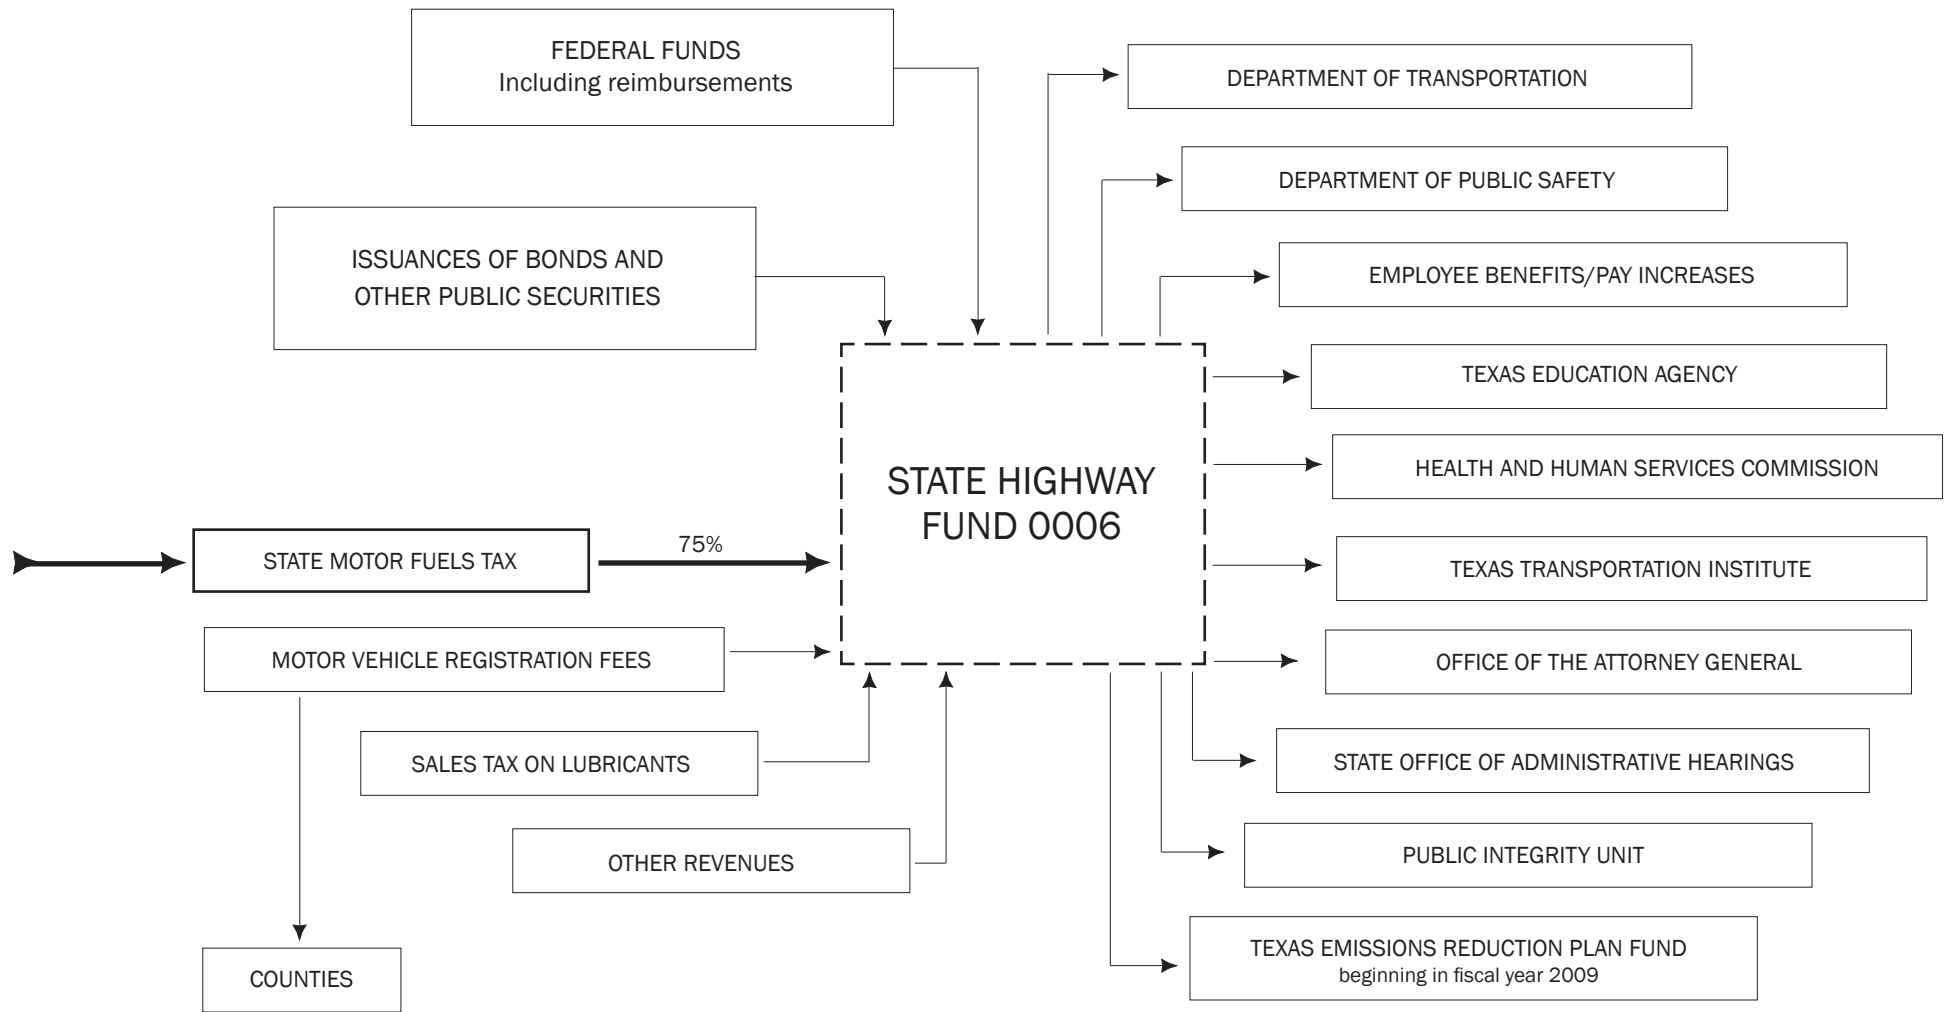 FEDERAL FUNDS
Including reimbursements
DEPARTMENT OF TRANSPORTATION
DEPARTMENT OF PUBLIC SAFETY
ISSUANCES OF BONDS AND
OTHER PUBLIC SECURITIES
EMPLOYEE BENEFITS/PAY INCREASES
TEXAS EDUCATION AGENCY
HEALTH AND HUMAN SERVICES COMMISSION
STATE HIGHWAY
FUND 0006
STATE MOTOR FUELS TAX
75%
TEXAS TRANSPORTATION INSTITUTE
MOTOR VEHICLE REGISTRATION FEES
OFFICE OF THE ATTORNEY GENERAL
SALES TAX ON LUBRICANTS
STATE OFFICE OF ADMINISTRATIVE HEARINGS
OTHER REVENUES
PUBLIC INTEGRITY UNIT
COUNTIES
TEXAS EMISSIONS REDUCTION PLAN FUND
beginning in fiscal year 2009